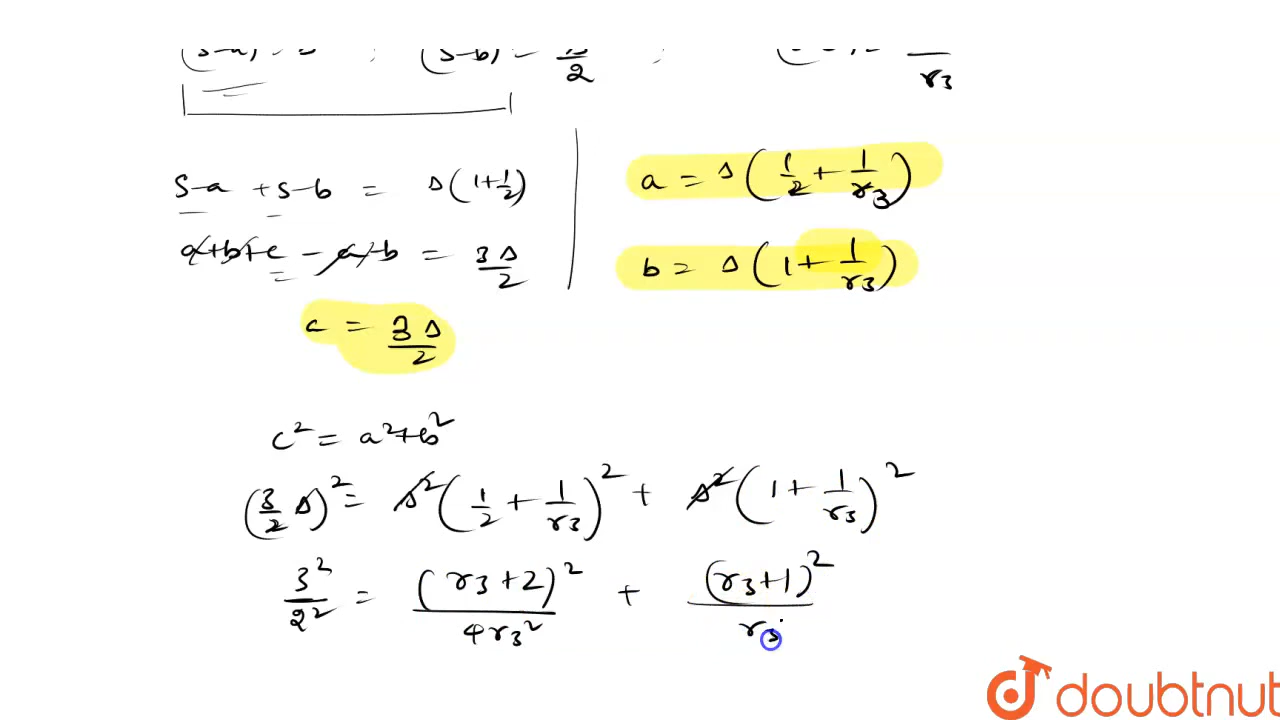 (s-b) = Δ/2 ; r3
s-a + s-b = Δ(1+1/2)
a = Δ(1/2 + 1/r3)
a+b+c - a-b = 3Δ/2
b = Δ(1 + 1/r3)
c = 3Δ/2
c² = a²+b²
(3/2 Δ)² = Δ²(1/2 + 1/r3)² + Δ²(1 + 1/r3)²
3²/2² = (r3+2)²/4r3² + (r3+1)²/r3
doubtnut